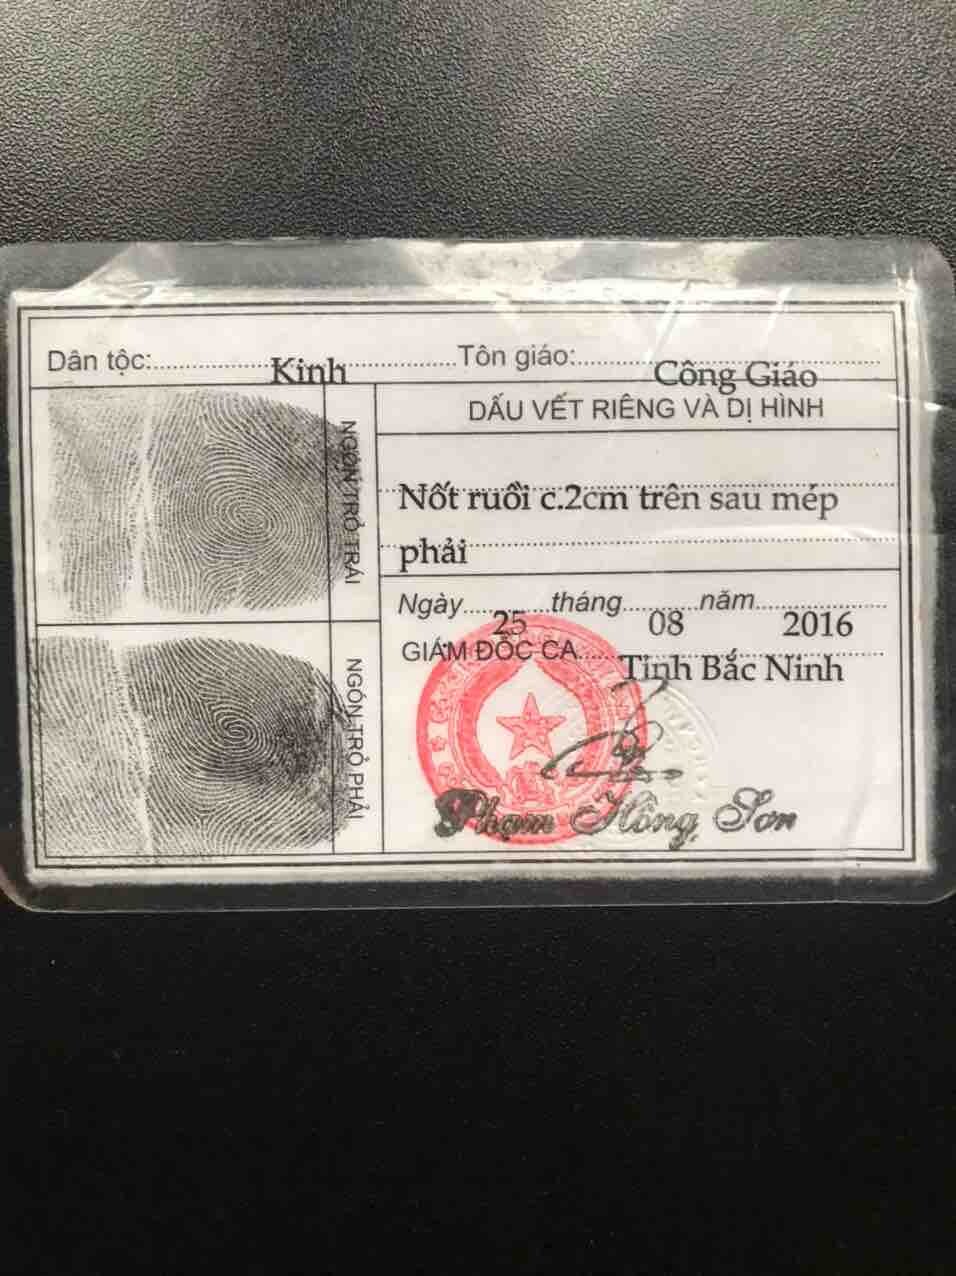 Dân tộc: Kinh Tôn giáo: Công Giáo
NGÓN TRỎ TRÁI
DẤU VẾT RIÊNG VÀ DỊ HÌNH
Nốt ruồi c.2cm trên sau mép
phải
NGÓN TRỎ PHẢI
Ngày 25 tháng 08 năm 2016
GIÁM ĐỐC CA Tỉnh Bắc Ninh
Phạm Hồng Sơn